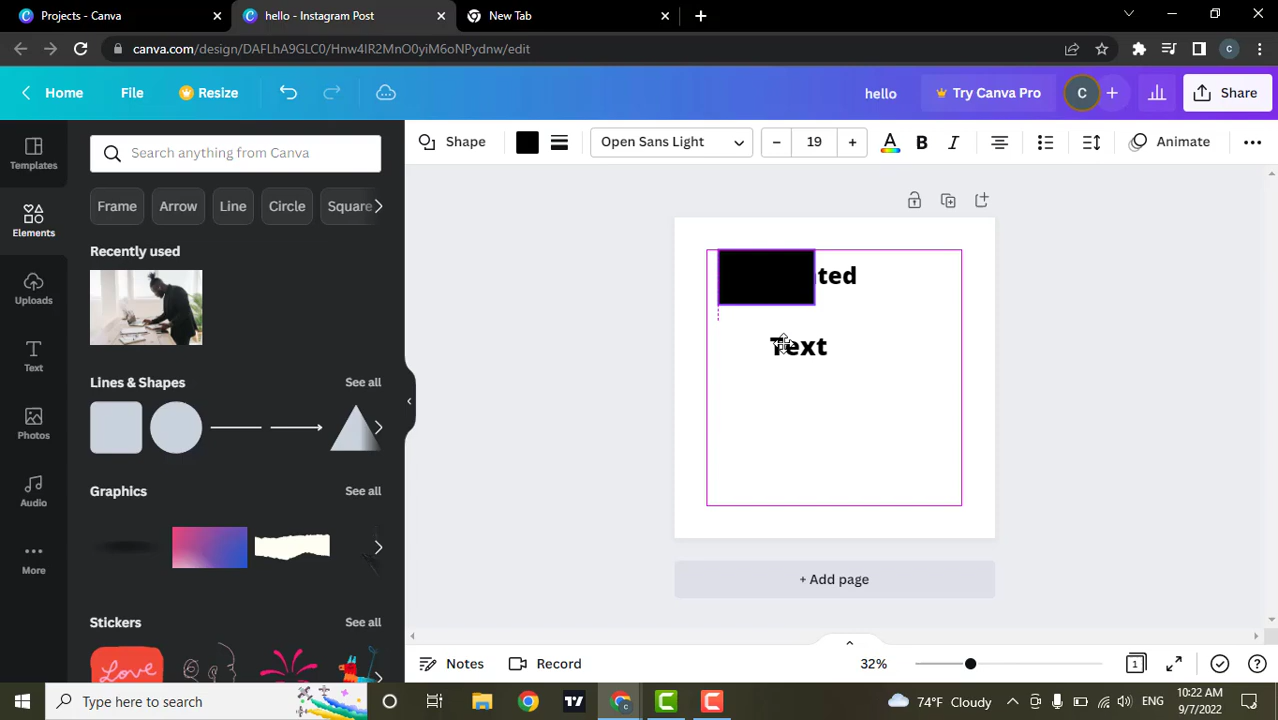 Projects - Canva
hello - Instagram Post
New Tab
canva.com/design/DAFLhA9GLC0/Hnw4IR2MnO0yiM6oNPydnw/edit
C
Home
File
Resize
hello
Try Canva Pro
C
Share
Templates
Elements
Uploads
Text
Photos
Audio
More
Search anything from Canva
Frame
Arrow
Line
Circle
Square
Recently used
Lines & Shapes
See all
Graphics
See all
Stickers
See all
Love
Shape
Open Sans Light
19
A
B
I
Animate
ted
Text
+ Add page
Notes
Record
32%
1
Type here to search
74°F Cloudy
ENG
10:22 AM
9/7/2022